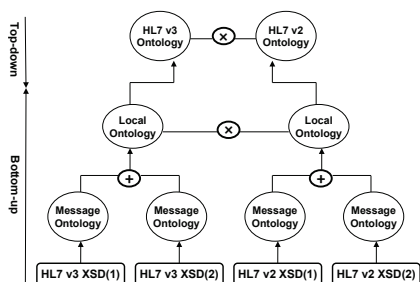 Top-down
HL7 v3
Ontology
×
HL7 v2
Ontology
Bottom-up
Local
Ontology
×
Local
Ontology
+
+
Message
Ontology
Message
Ontology
Message
Ontology
Message
Ontology
HL7 v3 XSD(1)
HL7 v3 XSD(2)
HL7 v2 XSD(1)
HL7 v2 XSD(2)